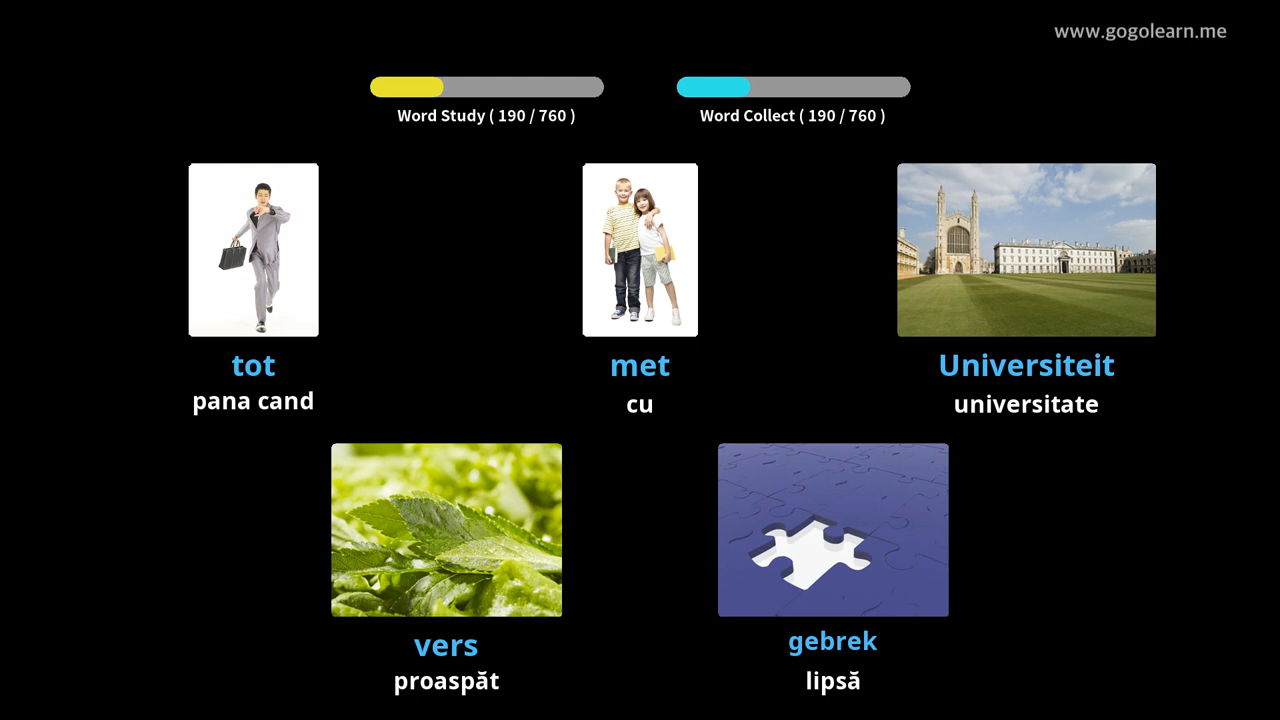 www.gogolearn.me
Word Study ( 190 / 760 )
Word Collect ( 190 / 760 )
tot
pana cand
met
cu
Universiteit
universitate
vers
proaspăt
gebrek
lipsă